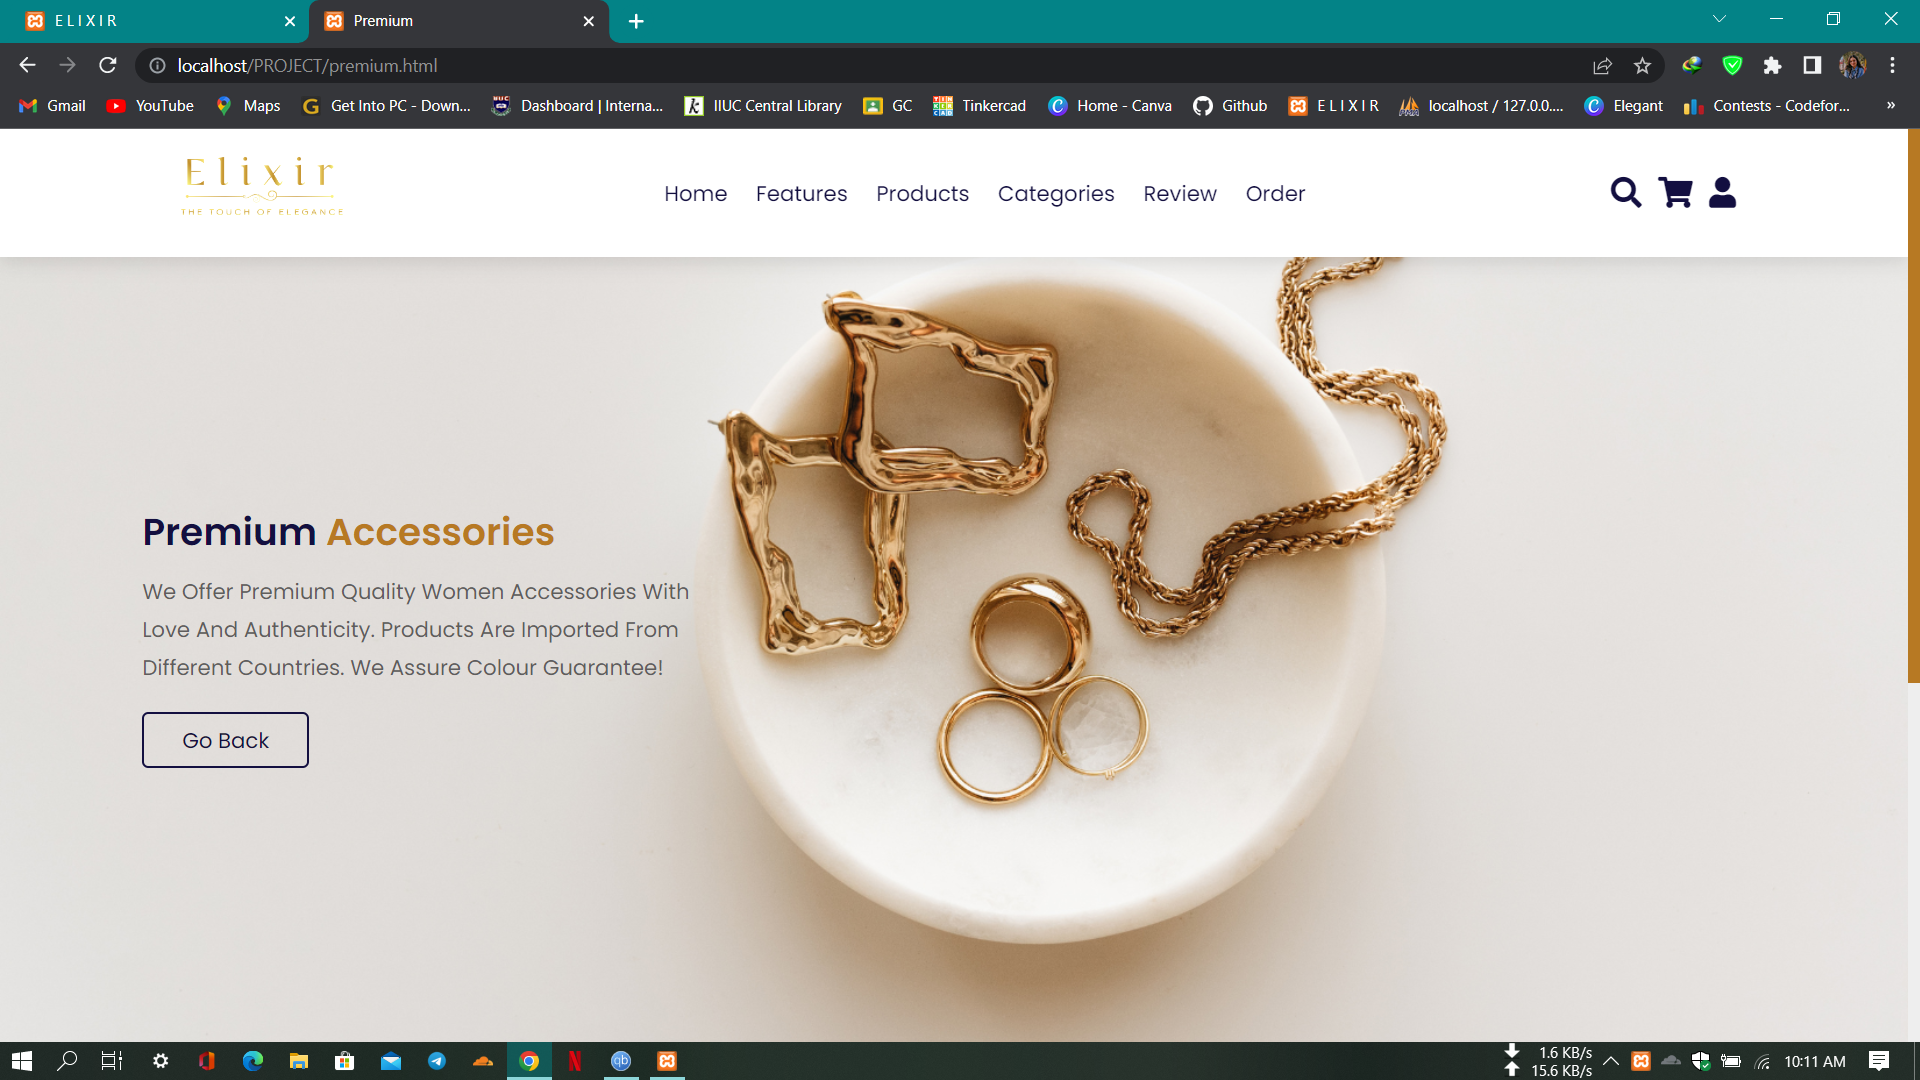 E L I X I R
Premium
localhost/PROJECT/premium.html
Gmail
YouTube
Maps
Get Into PC - Down...
Dashboard | Interna...
IIUC Central Library
GC
Tinkercad
Home - Canva
Github
E L I X I R
localhost / 127.0.0....
Elegant
Contests - Codefor...
»
Elixir
THE TOUCH OF ELEGANCE
Home
Features
Products
Categories
Review
Order
Premium Accessories
We Offer Premium Quality Women Accessories With
Love And Authenticity. Products Are Imported From
Different Countries. We Assure Colour Guarantee!
Go Back
1.6 KB/s
15.6 KB/s
10:11 AM